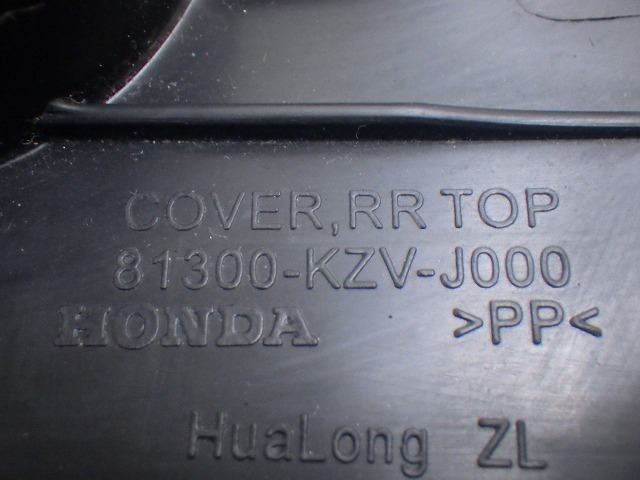 COVER, RR TOP
81300-KZV-J000
HONDA >PP<
HuaLong ZL